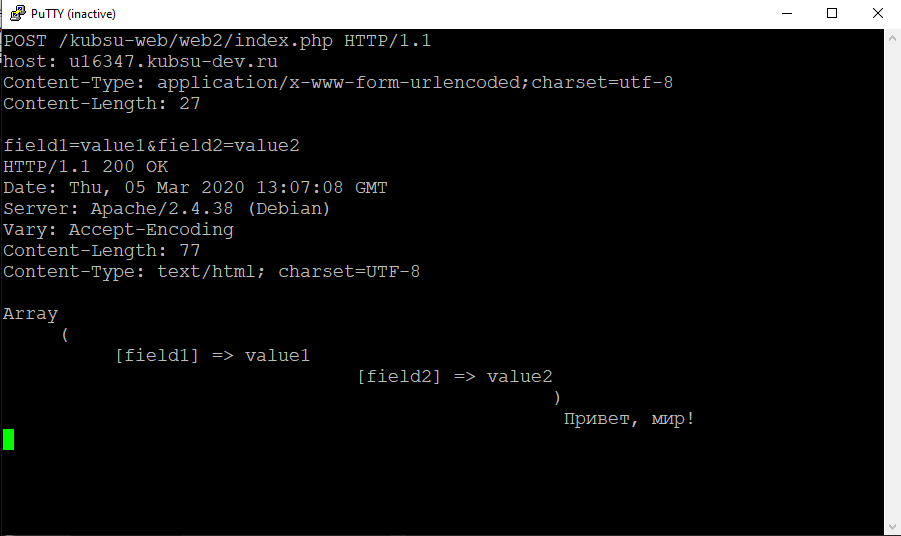 PuTTY (inactive)
POST /kubsu-web/web2/index.php HTTP/1.1
host: u16347.kubsu-dev.ru
Content-Type: application/x-www-form-urlencoded;charset=utf-8
Content-Length: 27
field1=value1&field2=value2
HTTP/1.1 200 OK
Date: Thu, 05 Mar 2020 13:07:08 GMT
Server: Apache/2.4.38 (Debian)
Vary: Accept-Encoding
Content-Length: 77
Content-Type: text/html; charset=UTF-8
Array
(
[field1] => value1
[field2] => value2
)
Привет, мир!